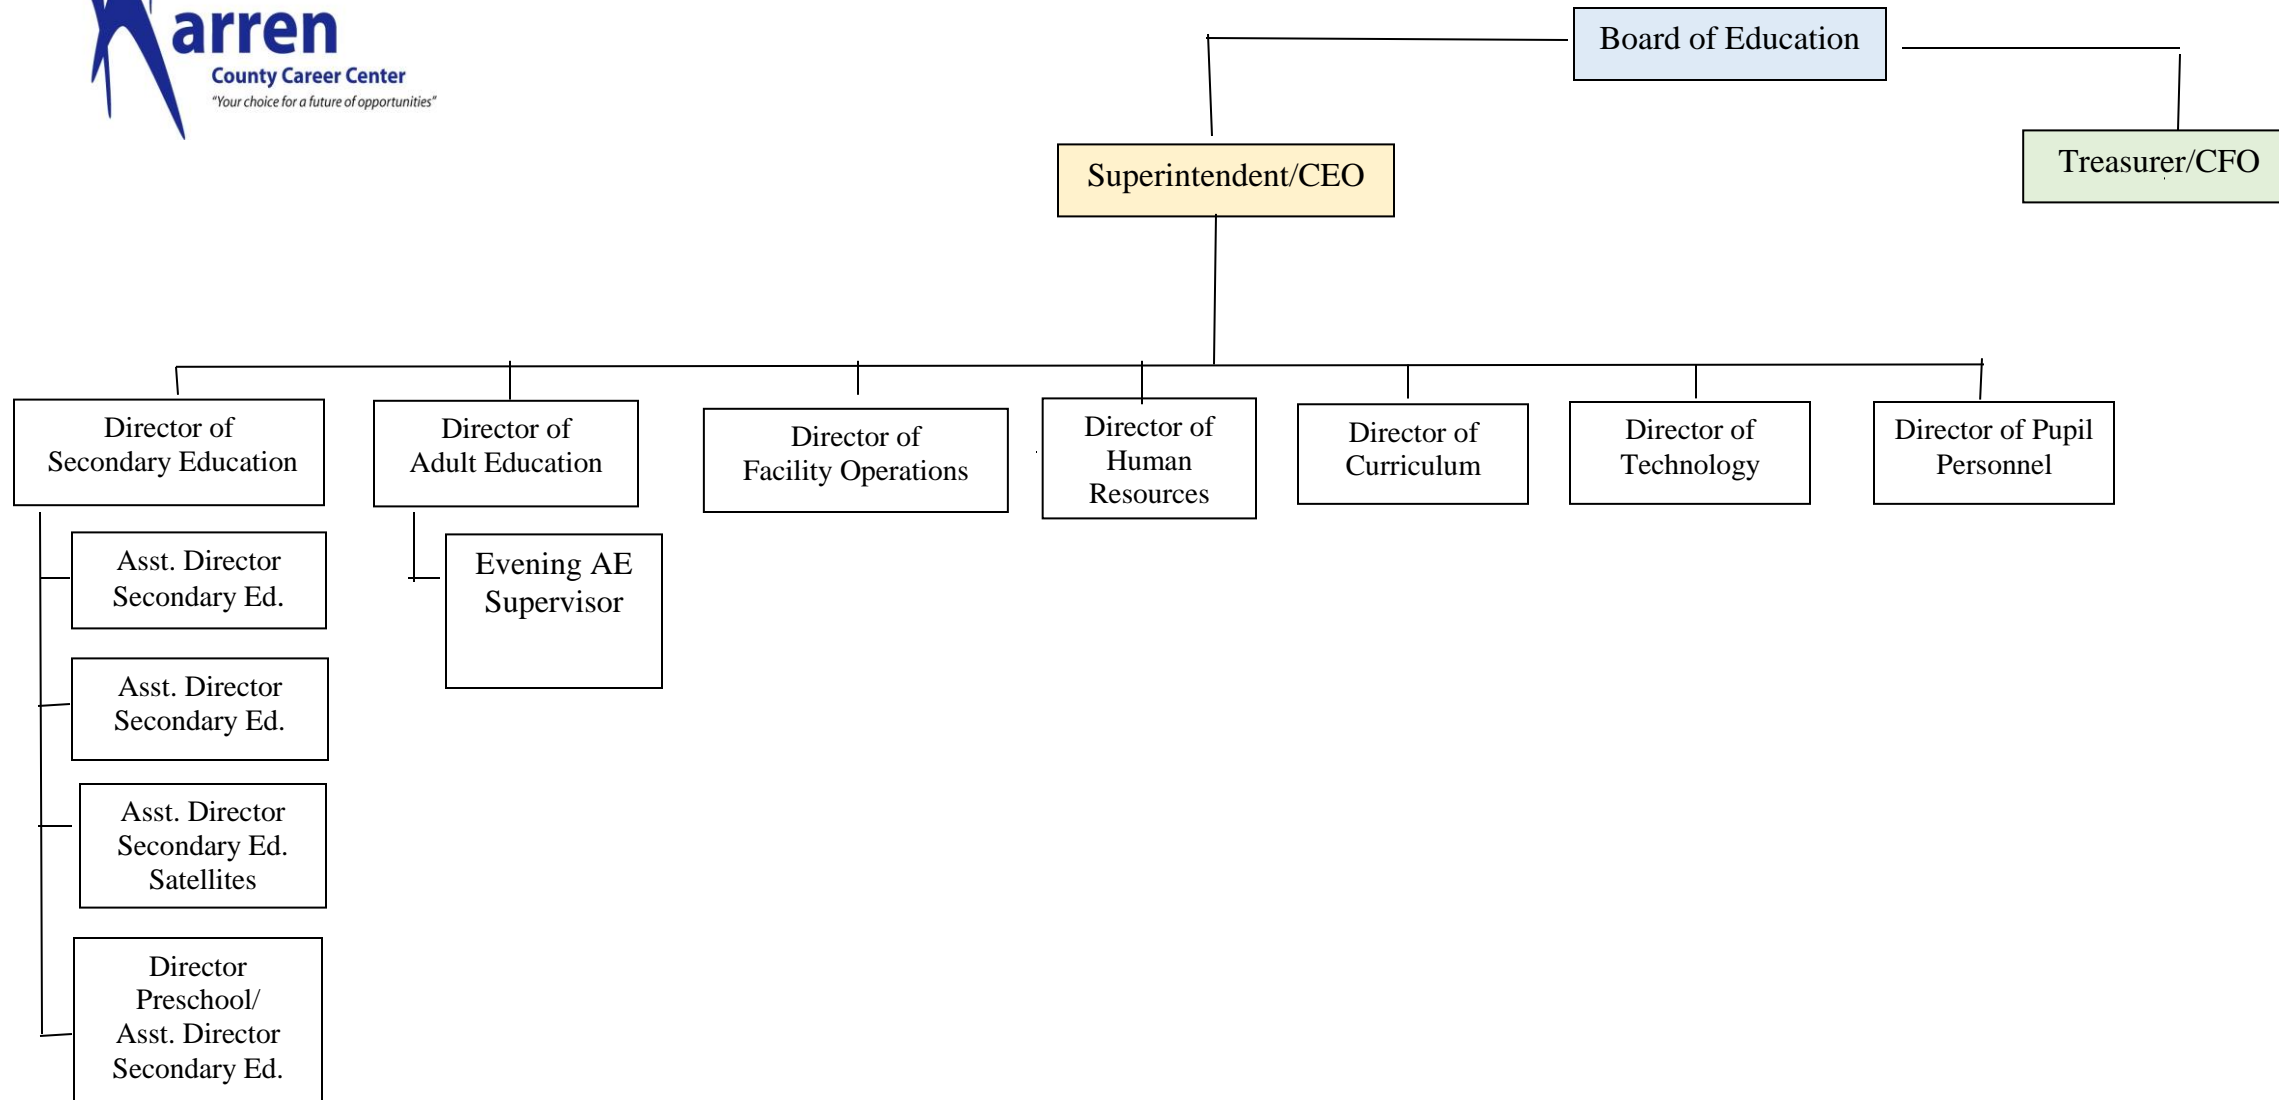 arren
County Career Center
"Your choice for a future of opportunities"
Board of Education
Superintendent/CEO
Treasurer/CFO
Director of
Secondary Education
Director of
Adult Education
Director of
Facility Operations
Director of
Human
Resources
Director of
Curriculum
Director of
Technology
Director of Pupil
Personnel
Asst. Director
Secondary Ed.
Evening AE
Supervisor
Asst. Director
Secondary Ed.
Asst. Director
Secondary Ed.
Satellites
Director
Preschool/
Asst. Director
Secondary Ed.